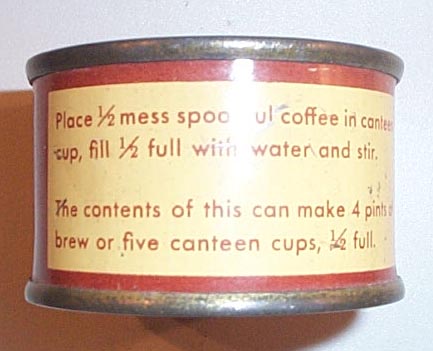 Place ½ mess spoo ul coffee in canteen
cup, fill ½ full with water and stir.
The contents of this can make 4 pints o
brew or five canteen cups, ½ full.